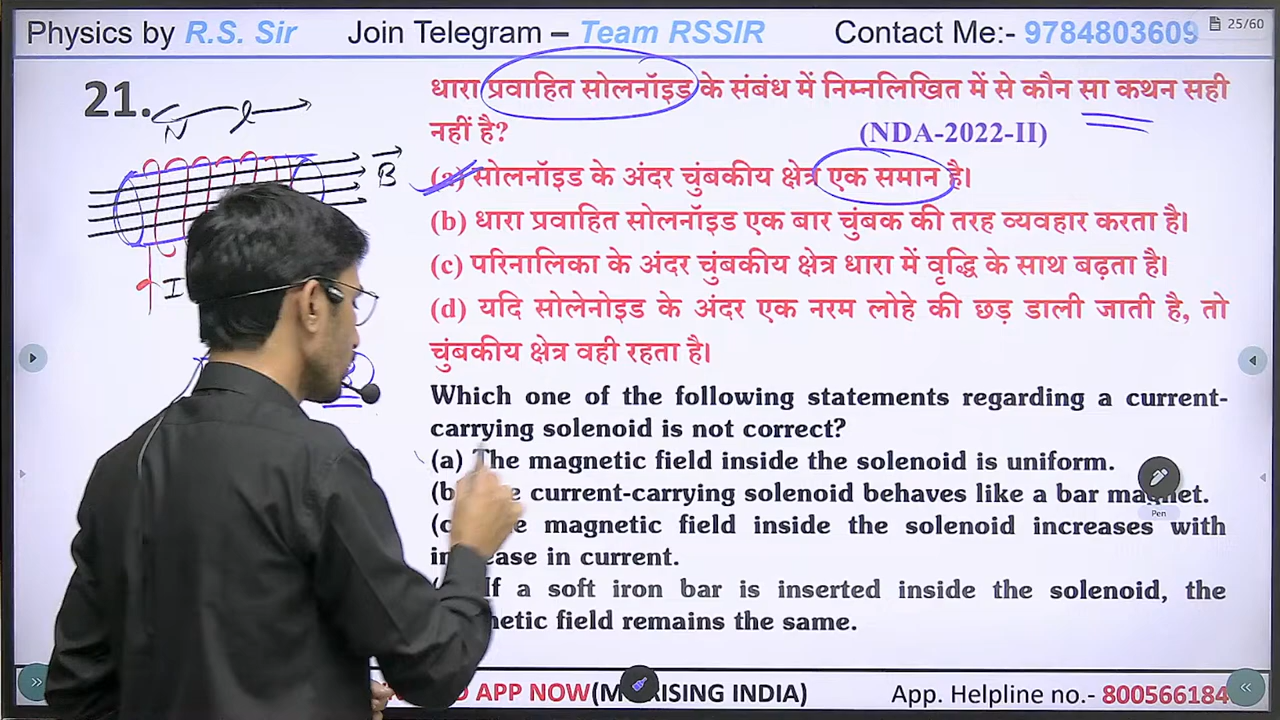 Physics by R.S. Sir Join Telegram – Team RSSIR Contact Me:- 9784803609
25/60
21.
धारा प्रवाहित सोलनॉइड के संबंध में निम्नलिखित में से कौन सा कथन सही
नहीं है? (NDA-2022-II)
(a) सोलनॉइड के अंदर चुंबकीय क्षेत्र एक समान है।
(b) धारा प्रवाहित सोलनॉइड एक बार चुंबक की तरह व्यवहार करता है।
(c) परिनालिका के अंदर चुंबकीय क्षेत्र धारा में वृद्धि के साथ बढ़ता है।
(d) यदि सोलेनोइड के अंदर एक नरम लोहे की छड़ डाली जाती है, तो
चुंबकीय क्षेत्र वही रहता है।
N
B
I
Which one of the following statements regarding a current-
carrying solenoid is not correct?
(a) The magnetic field inside the solenoid is uniform.
current-carrying solenoid behaves like a bar magnet.
magnetic field inside the solenoid increases with
in current.
If a soft iron bar is inserted inside the solenoid, the
field remains the same.
Pen
APP NOW( RISING INDIA) App. Helpline no.- 800566184